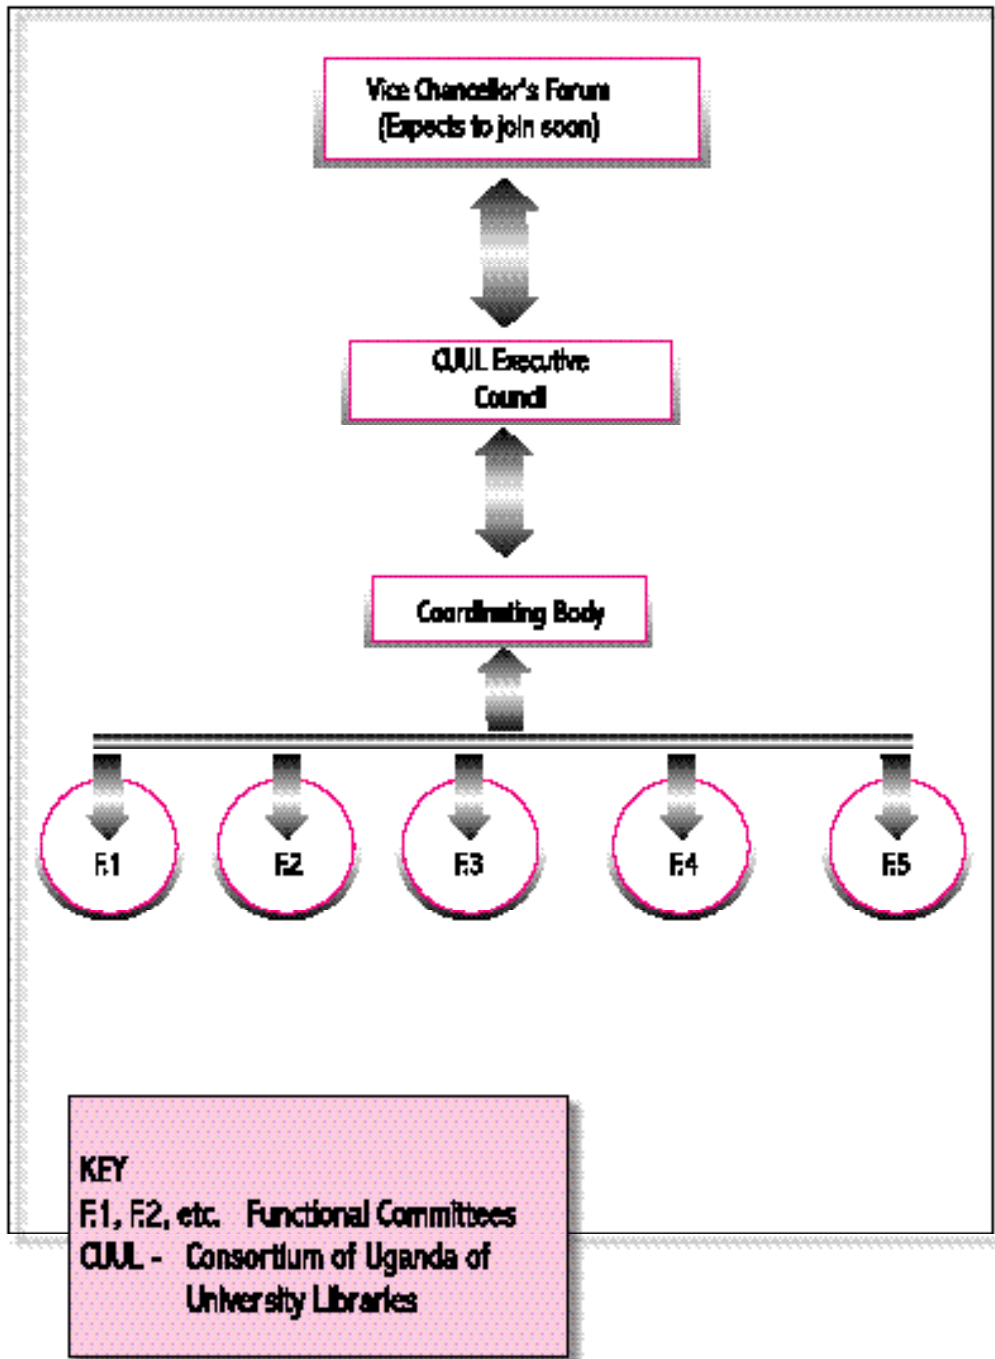 Vice Chancellor's Forum
(Expects to join soon)
CUUL Executive
Council
Coordinating Body
F.1 F.2 F.3 F.4 F.5
KEY
F.1, F.2, etc. Functional Committees
CUUL - Consortium of Uganda of
University Libraries